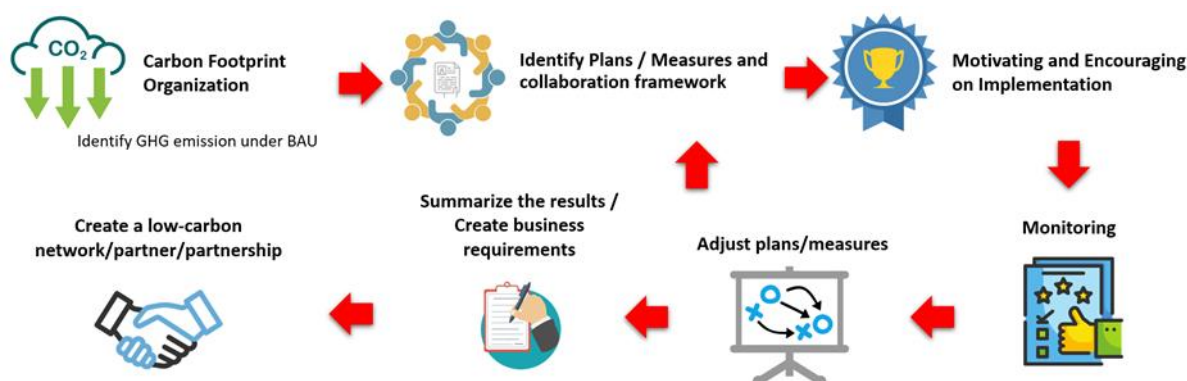 CO2
Carbon Footprint
Organization
Identify GHG emission under BAU
Identify Plans / Measures and
collaboration framework
Motivating and Encouraging
on Implementation
Monitoring
Adjust plans/measures
Summarize the results /
Create business
requirements
Create a low-carbon
network/partner/partnership